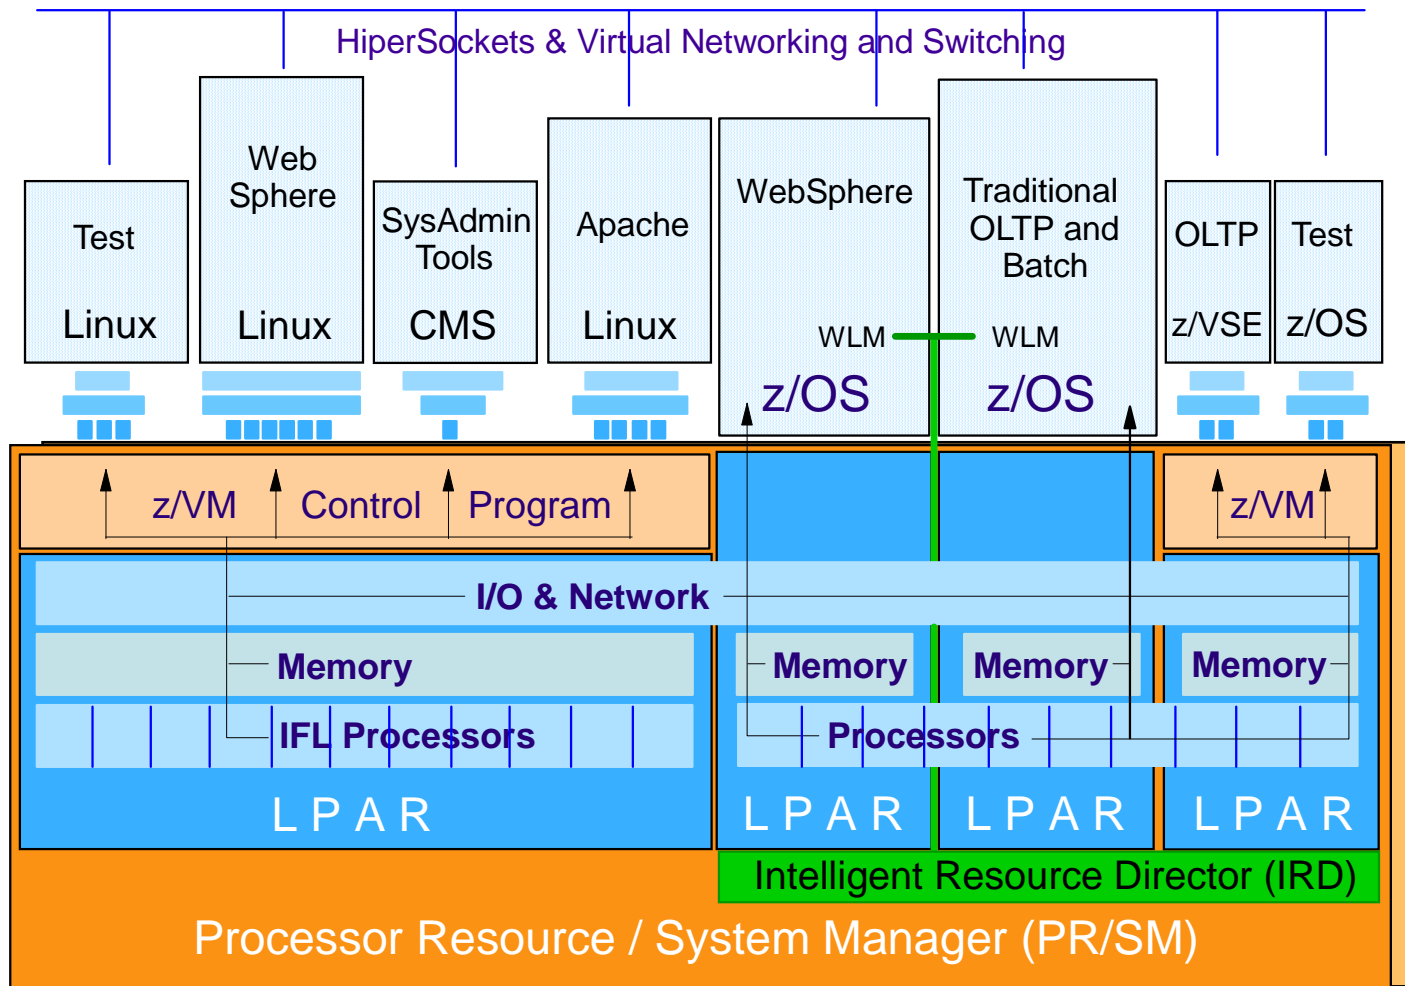 HiperSockets & Virtual Networking and Switching
Test
Linux
Web
Sphere
Linux
SysAdmin
Tools
CMS
Apache
Linux
WebSphere
WLM
z/OS
Traditional
OLTP and
Batch
WLM
z/OS
OLTP
z/VSE
Test
z/OS
z/VM Control Program
z/VM
I/O & Network
Memory
Memory
Memory
Memory
IFL Processors
Processors
LPAR
LPAR
LPAR
LPAR
Intelligent Resource Director (IRD)
Processor Resource / System Manager (PR/SM)